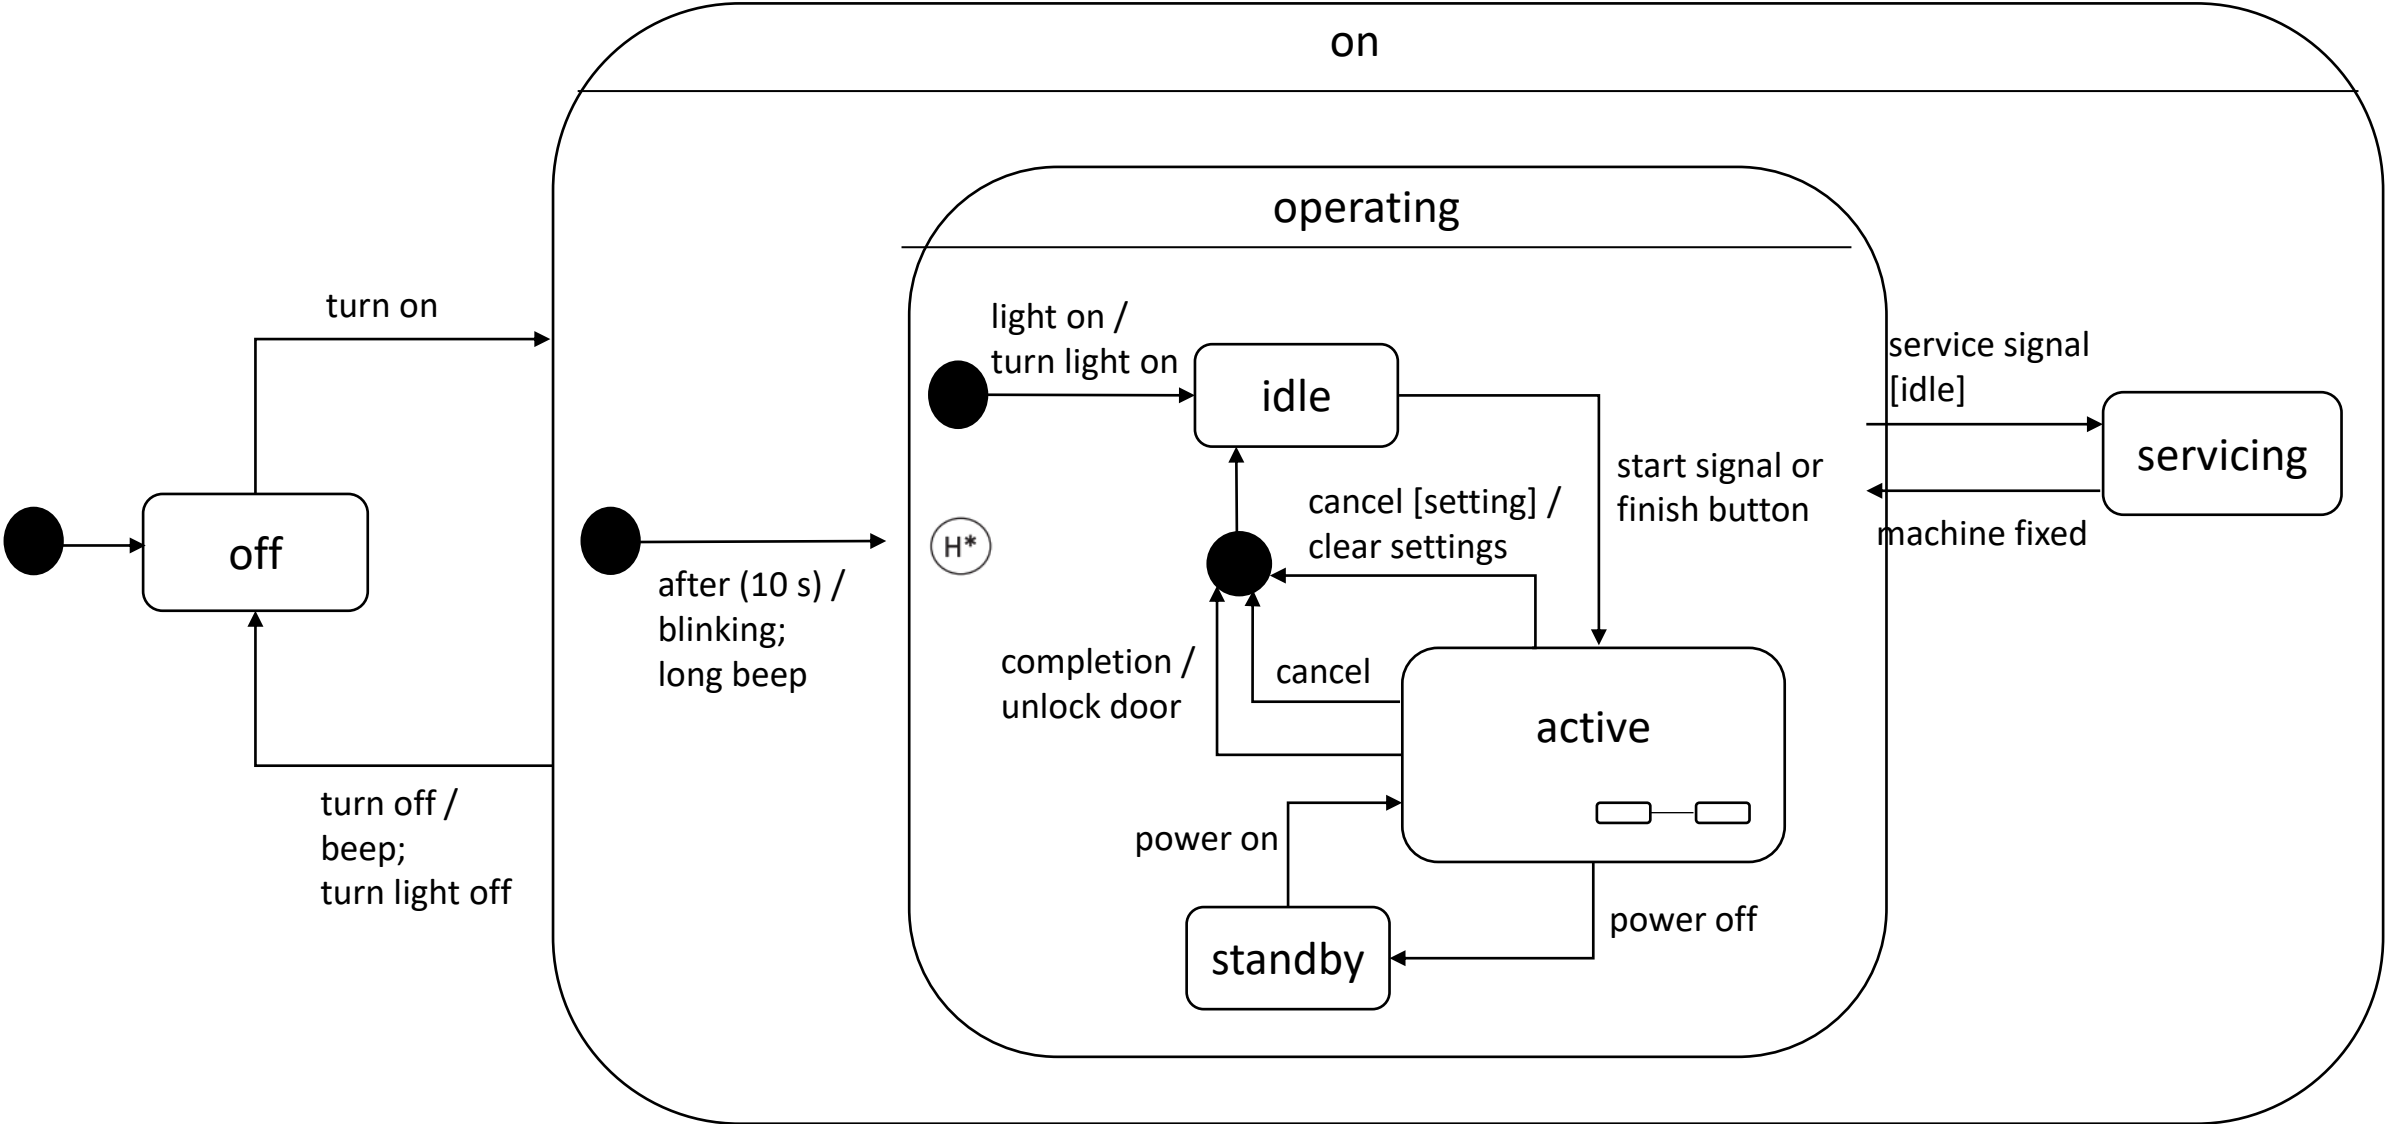 on
operating
turn on
light on /
turn light on
idle
service signal
[idle]
servicing
machine fixed
start signal or
finish button
cancel [setting] /
clear settings
off
H*
after (10 s) /
blinking;
long beep
completion /
unlock door
cancel
active
turn off /
beep;
turn light off
power on
power off
standby